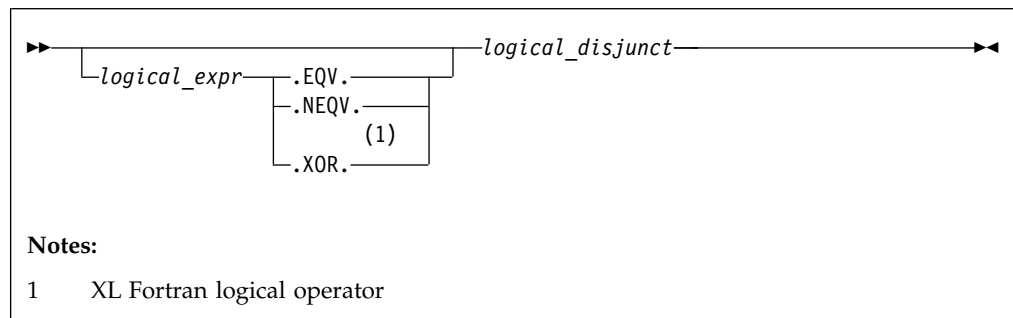 logical_disjunct
logical_expr .EQV.
.NEQV.
(1)
.XOR.
Notes:
1 XL Fortran logical operator